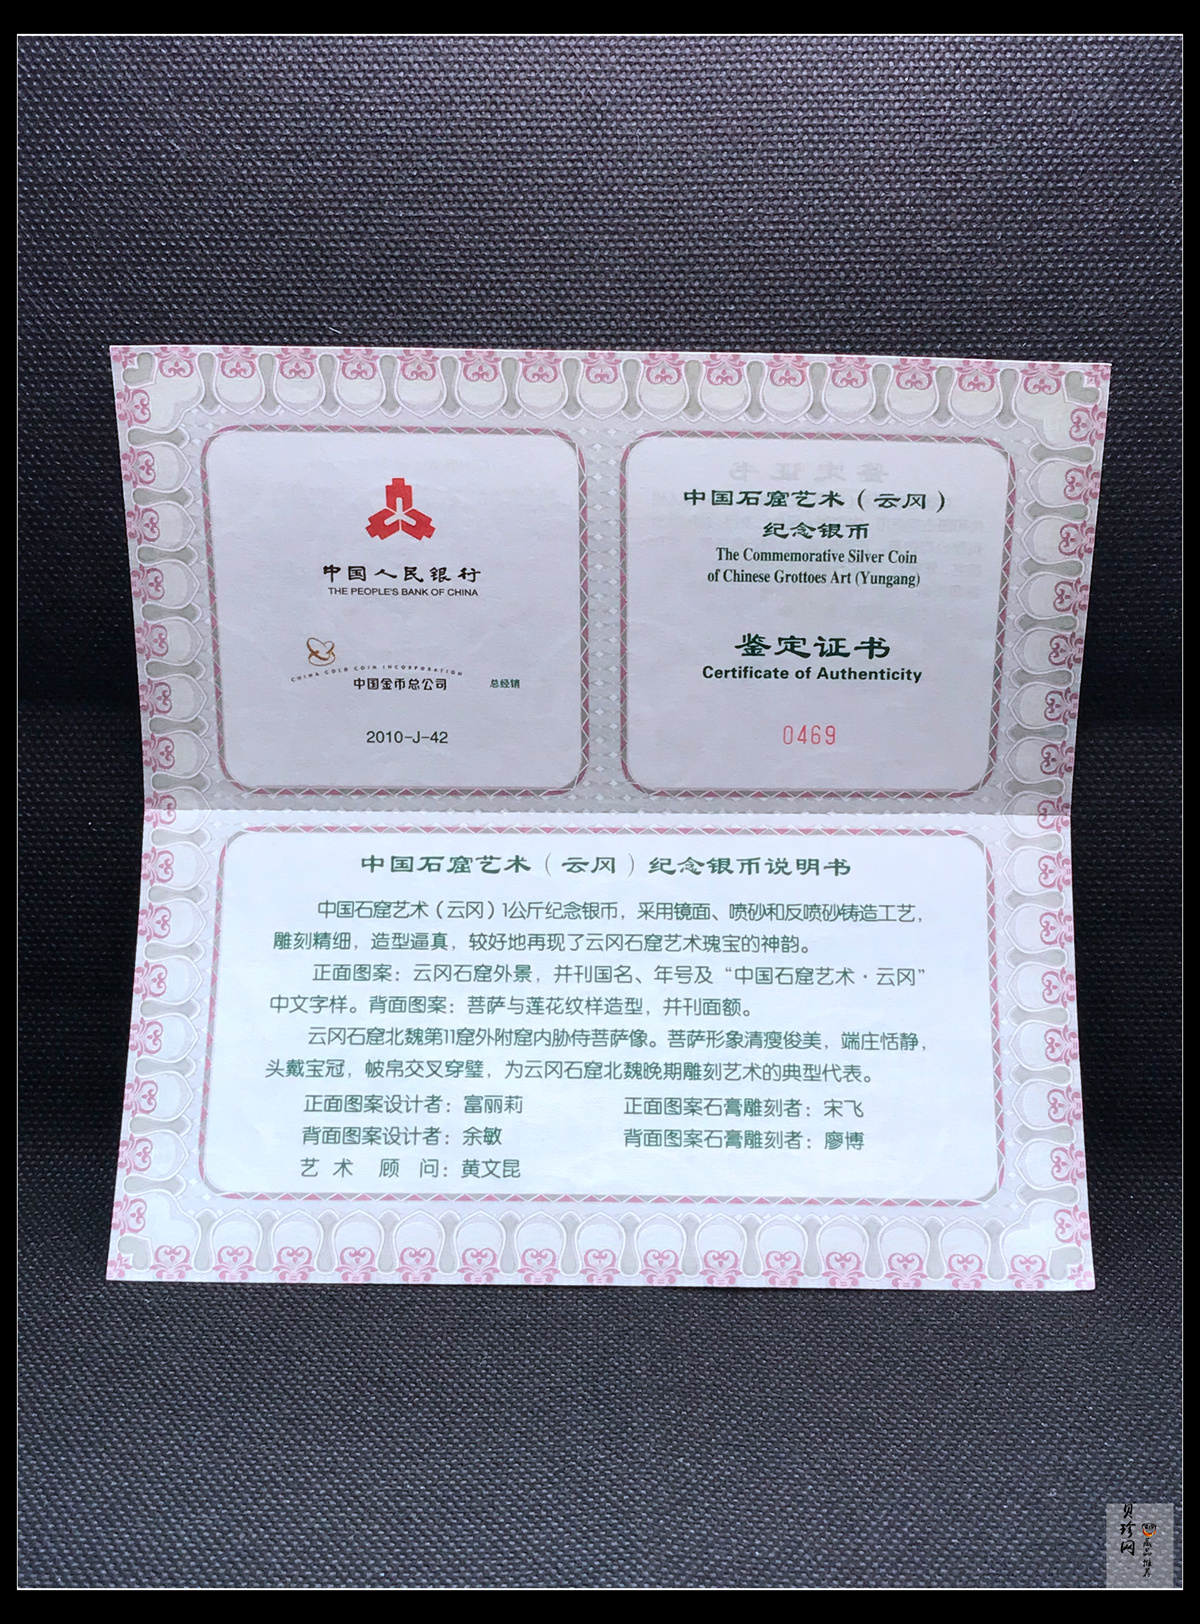 中国人民银行
THE PEOPLE'S BANK OF CHINA
CHINA GOLD COIN INCORPORATION
中国金币总公司 总经销
2010-J-42
中国石窟艺术（云冈）
纪念银币
The Commemorative Silver Coin
of Chinese Grottoes Art (Yungang)
鉴定证书
Certificate of Authenticity
0469
中国石窟艺术（云冈）纪念银币说明书
中国石窟艺术（云冈）1公斤纪念银币，采用镜面、喷砂和反喷砂铸造工艺，
雕刻精细，造型逼真，较好地再现了云冈石窟艺术瑰宝的神韵。
正面图案：云冈石窟外景，并刊国名、年号及“中国石窟艺术·云冈”
中文字样。背面图案：菩萨与莲花纹样造型，并刊面额。
云冈石窟北魏第11窟外附窟内胁侍菩萨像。菩萨形象清瘦俊美，端庄恬静，
头戴宝冠，帔帛交叉穿璧，为云冈石窟北魏晚期雕刻艺术的典型代表。
正面图案设计者：富丽莉 正面图案石膏雕刻者：宋飞
背面图案设计者：余敏 背面图案石膏雕刻者：廖博
艺术顾问：黄文昆
贝珍网